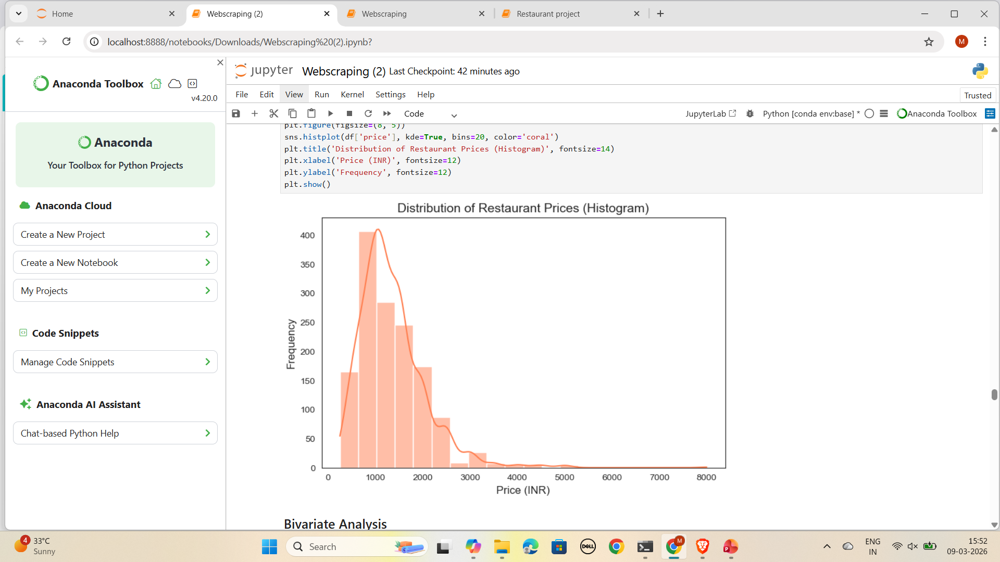 Home
Webscraping (2)
Webscraping
Restaurant project
localhost:8888/notebooks/Downloads/Webscraping%20(2).ipynb?
M
Anaconda Toolbox
v4.20.0
Anaconda
Your Toolbox for Python Projects
Anaconda Cloud
Create a New Project
Create a New Notebook
My Projects
Code Snippets
Manage Code Snippets
Anaconda AI Assistant
Chat-based Python Help
jupyter Webscraping (2) Last Checkpoint: 42 minutes ago
File Edit View Run Kernel Settings Help
Trusted
Code
JupyterLab
Python [conda env:base] *
Anaconda Toolbox
plt.figure(figsize=(8, 5))
sns.histplot(df['price'], kde=True, bins=20, color='coral')
plt.title('Distribution of Restaurant Prices (Histogram)', fontsize=14)
plt.xlabel('Price (INR)', fontsize=12)
plt.ylabel('Frequency', fontsize=12)
plt.show()
Distribution of Restaurant Prices (Histogram)
Frequency
400
350
300
250
200
150
100
50
0
0 1000 2000 3000 4000 5000 6000 7000 8000
Price (INR)
Bivariate Analysis
4
33°C
Sunny
Search
DELL
M
P
ENG
IN
15:52
09-03-2026